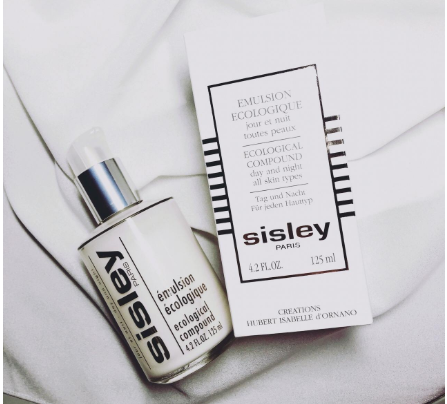 EMULSION
ECOLOGIQUE
jour et nuit
toutes peaux
ECOLOGICAL
COMPOUND
day and night
all skin types
Tag und Nacht
Für jeden Hauttyp
sisley
PARIS
4.2 FL.OZ. 125 ml
CREATIONS
HUBERT ISABELLE d'ORNANO
sisley
PARIS
émulsion
écologique
ecological
compound
4.2 FL.OZ. 125 ml